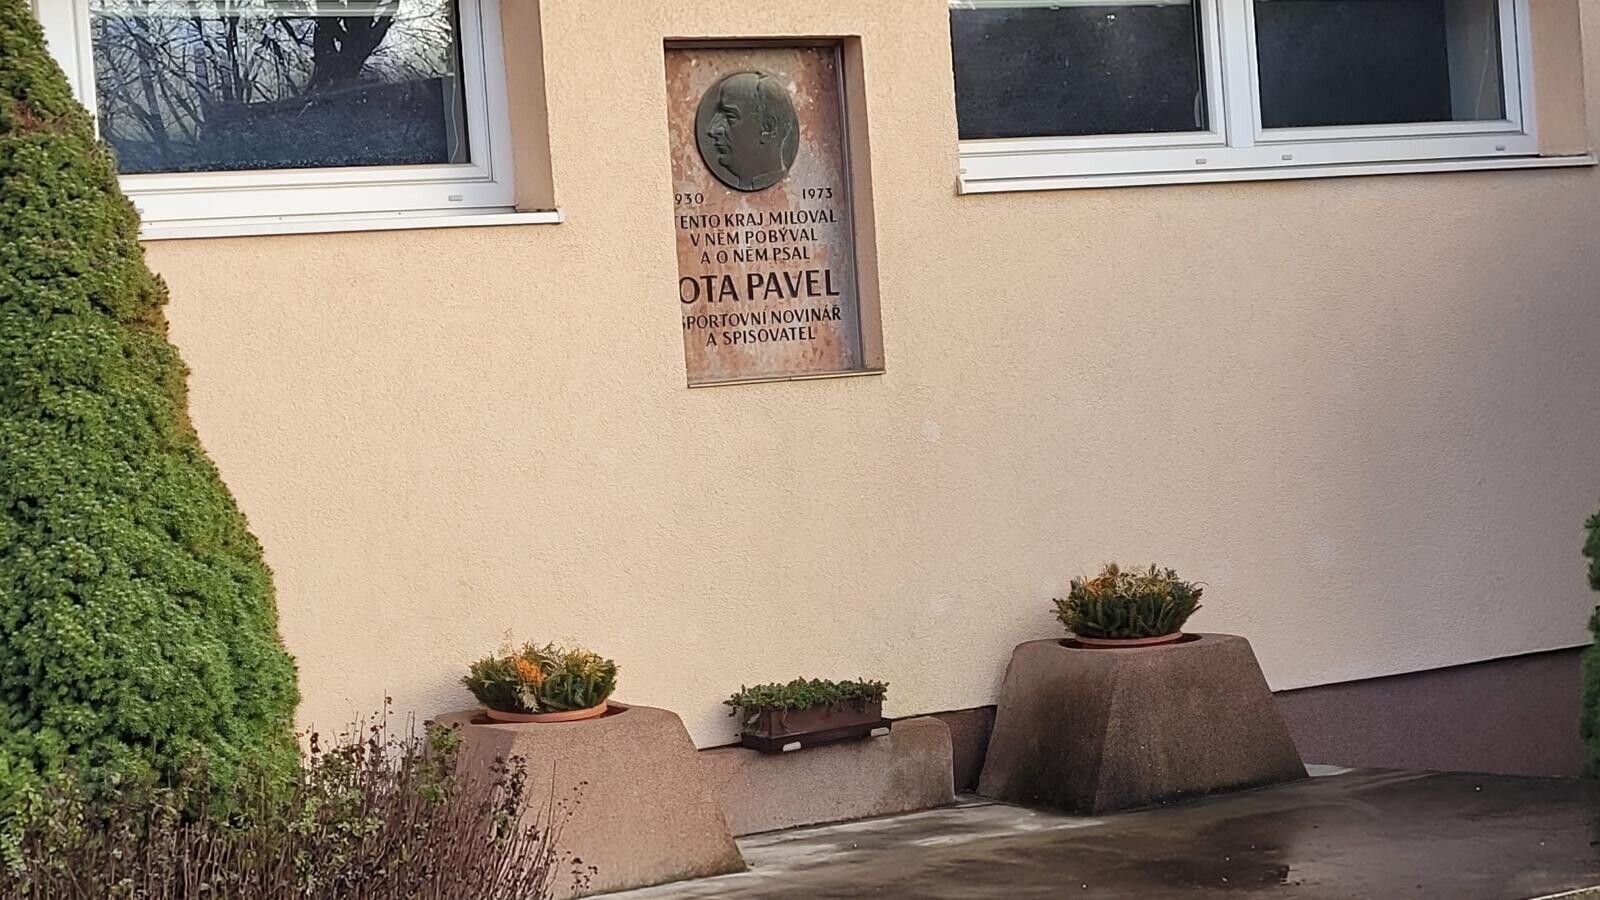 930 1973
TENTO KRAJ MILOVAL
V NĚM POBÝVAL
A O NĚM PSAL
OTA PAVEL
SPORTOVNÍ NOVINÁŘ
A SPISOVATEL